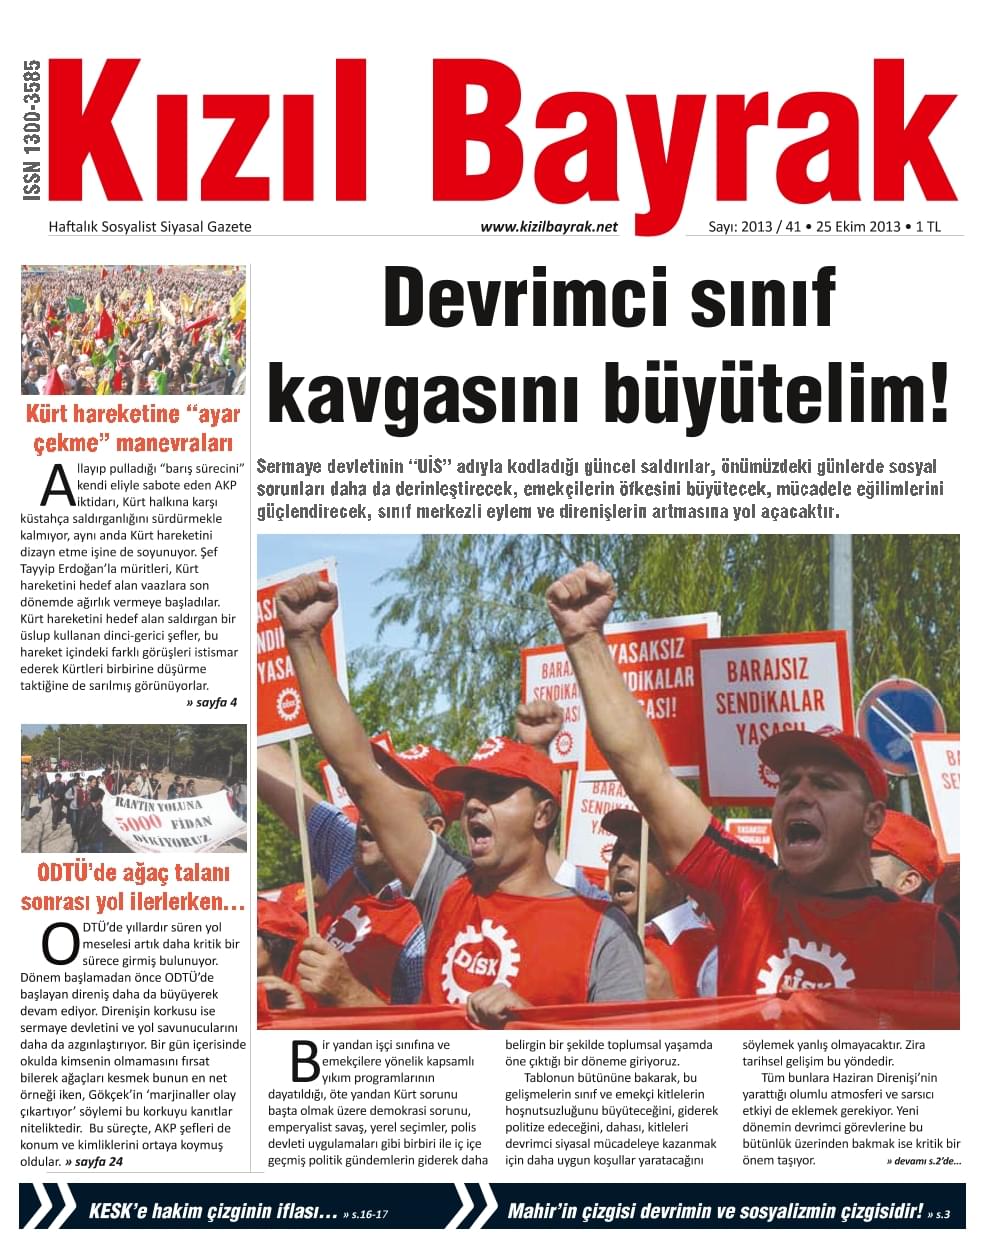 ISSN 1300-3585
Kızıl Bayrak
Haftalık Sosyalist Siyasal Gazete
www.kizilbayrak.net
Sayı: 2013 / 41 • 25 Ekim 2013 • 1 TL
Kürt hareketine “ayar
çekme” manevraları
Allayıp pulladığı “barış sürecini”
kendi eliyle sabote eden AKP
iktidarı, Kürt halkına karşı
küstahça saldırganlığını sürdürmekle
kalmıyor, aynı anda Kürt hareketini
dizayn etme işine de soyunuyor. Şef
Tayyip Erdoğan’la müritleri, Kürt
hareketini hedef alan vaazlara son
dönemde ağırlık vermeye başladılar.
Kürt hareketini hedef alan saldırgan bir
üslup kullanan dinci-gerici şefler, bu
hareket içindeki farklı görüşleri istismar
ederek Kürtleri birbirine düşürme
taktiğine de sarılmış görünüyorlar.
» sayfa 4
RANTIN YOLUNA
5000 FİDAN
DİKİYORUZ
ODTÜ’de ağaç talanı
sonrası yol ilerlerken…
ODTÜ’de yıllardır süren yol
meselesi artık daha kritik bir
sürece girmiş bulunuyor.
Dönem başlamadan önce ODTÜ’de
başlayan direniş daha da büyüyerek
devam ediyor. Direnişin korkusu ise
sermaye devletini ve yol savunucularını
daha da azgınlaştırıyor. Bir gün içerisinde
okulda kimsenin olmamasını fırsat
bilerek ağaçları kesmek bunun en net
örneği iken, Gökçek’in ‘marjinaller olay
çıkartıyor’ söylemi bu korkuyu kanıtlar
niteliktedir. Bu süreçte, AKP şefleri de
konum ve kimliklerini ortaya koymuş
oldular. » sayfa 24
Devrimci sınıf
kavgasını büyütelim!
Sermaye devletinin “UİS” adıyla kodladığı güncel saldırılar, önümüzdeki günlerde sosyal
sorunları daha da derinleştirecek, emekçilerin öfkesini büyütecek, mücadele eğilimlerini
güçlendirecek, sınıf merkezli eylem ve direnişlerin artmasına yol açacaktır.
YASAKSIZ
SENDİKALAR
YASASI!
BARAJSIZ
SENDİKALAR
YASASI!
DİSK
DİSK
DİSK
Bir yandan işçi sınıfına ve
emekçilere yönelik kapsamlı
yıkım programlarının
dayatıldığı, öte yandan Kürt sorunu
başta olmak üzere demokrasi sorunu,
emperyalist savaş, yerel seçimler, polis
devleti uygulamaları gibi birbiri ile iç içe
geçmiş politik gündemlerin giderek daha
belirgin bir şekilde toplumsal yaşamda
öne çıktığı bir döneme giriyoruz.
Tablonun bütününe bakarak, bu
gelişmelerin sınıf ve emekçi kitlelerin
hoşnutsuzluğunu büyüteceğini, giderek
politize edeceğini, dahası, kitleleri
devrimci siyasal mücadeleye kazanmak
için daha uygun koşullar yaratacağını
söylemek yanlış olmayacaktır. Zira
tarihsel gelişim bu yöndedir.
Tüm bunlara Haziran Direnişi’nin
yarattığı olumlu atmosferi ve sarsıcı
etkiyi de eklemek gerekiyor. Yeni
dönemin devrimci görevlerine bu
bütünlük üzerinden bakmak ise kritik bir
önem taşıyor.
» devamı s.2’de...
KESK’e hakim çizginin iflası… » s.16-17
Mahir’in çizgisi devrimin ve sosyalizmin çizgisidir! » s.3